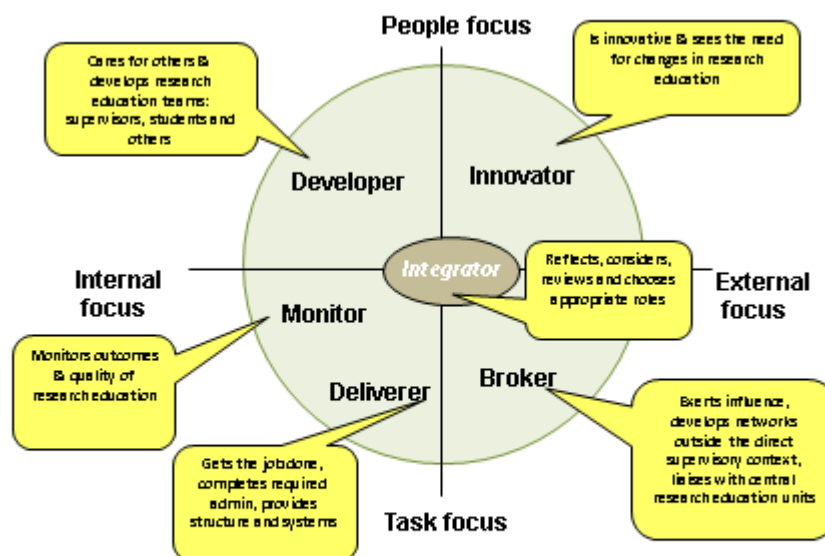 People focus
Cares for others &
develops research
education teams:
supervisors, students and
others
Is innovative & sees the need
for changes in research
education
Developer
Innovator
Internal
focus
Integrator
Reflects, considers,
reviews and chooses
appropriate roles
External
focus
Monitor
Monitors outcomes
& quality of
research education
Deliverer
Broker
Gets the job done,
completes required
admin, provides
structure and systems
Exerts influence,
develops networks
outside the direct
supervisory context,
liaises with central
research education units
Task focus